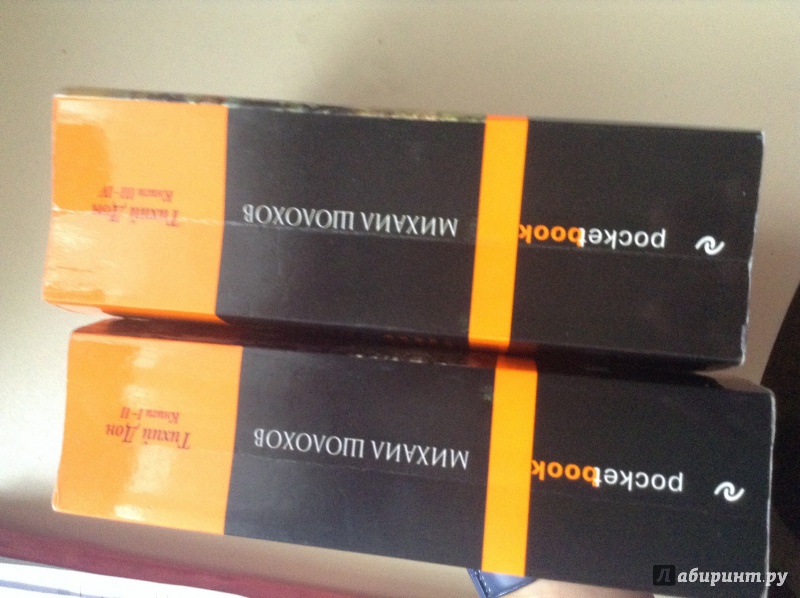 pocketbook
МИХАИЛ ШОЛОХОВ
Тихий Дон
Книги III–IV
pocketbook
МИХАИЛ ШОЛОХОВ
Тихий Дон
Книги I–II
Лабиринт.ру